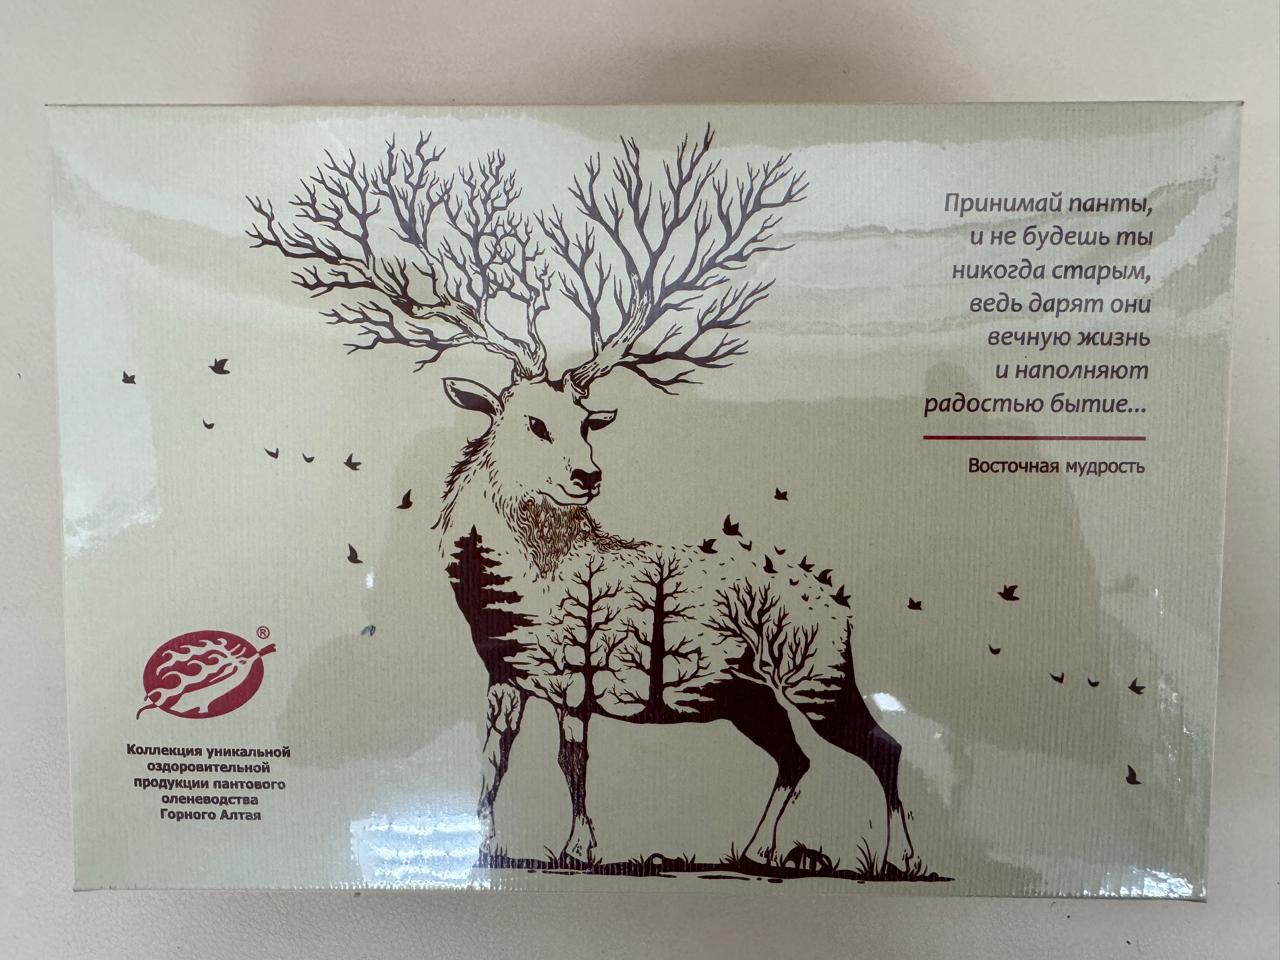 Принимай панты,
и не будешь ты
никогда старым,
ведь дарят они
вечную жизнь
и наполняют
радостью бытие...
Восточная мудрость
®
Коллекция уникальной
оздоровительной
продукции пантового
оленеводства
Горного Алтая